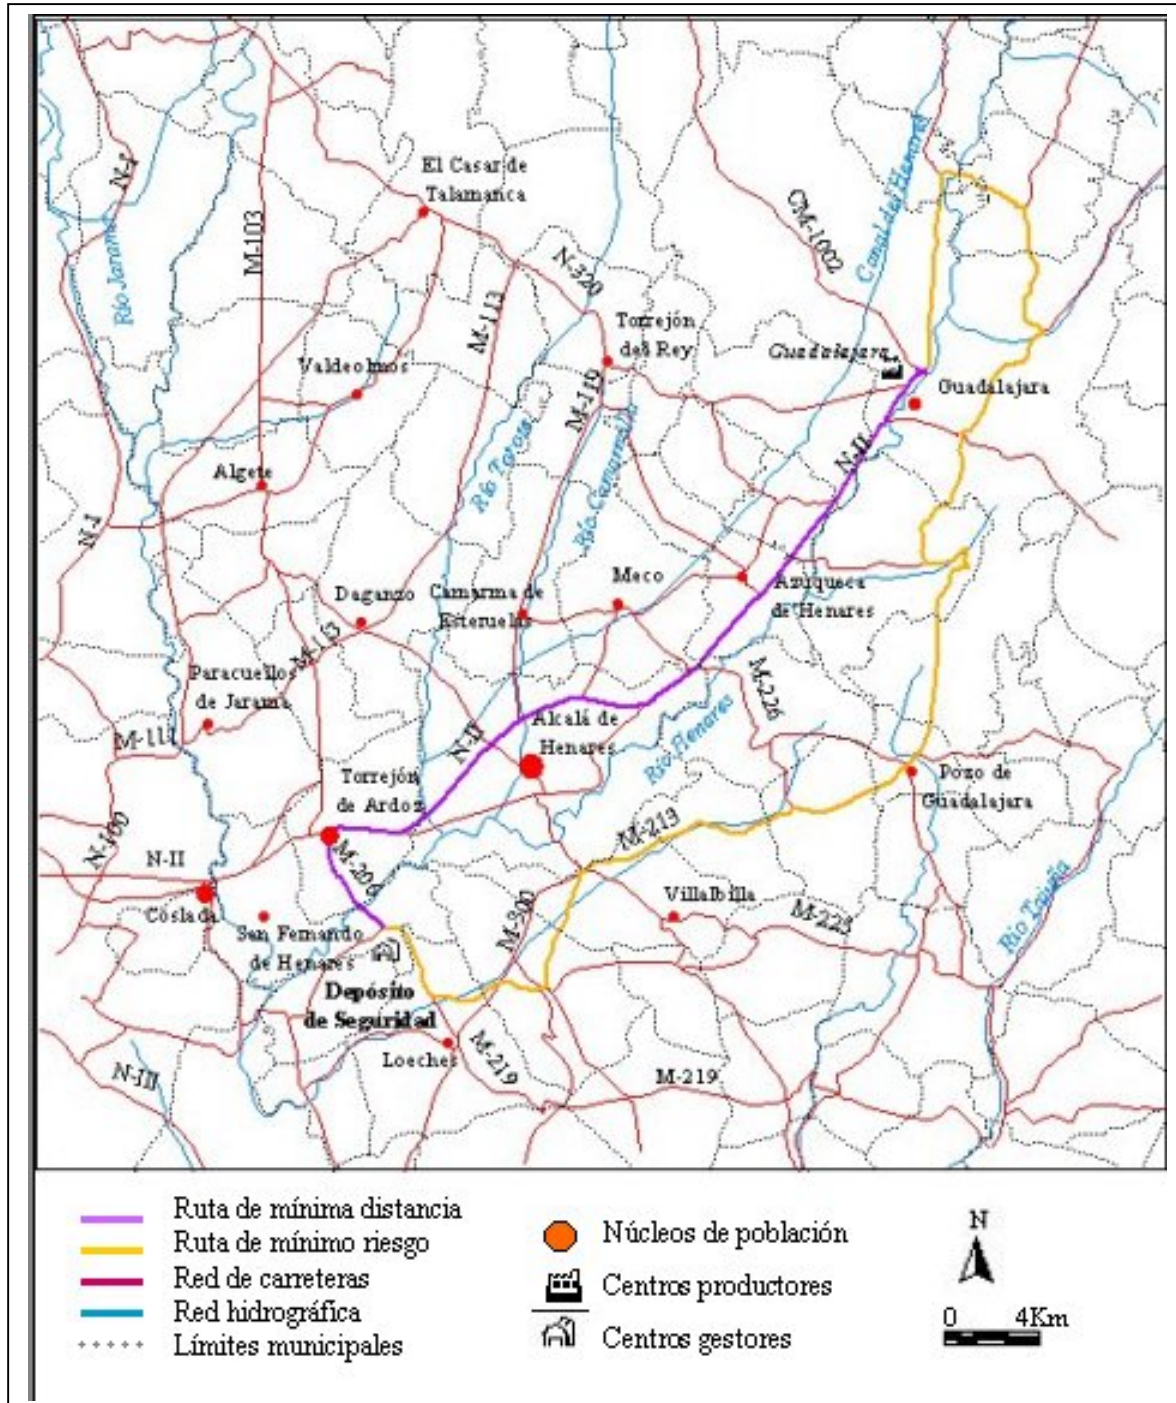 El Casar de
Talamanca
N-I
M-103
CM-1002
Canal del Henares
Río Jarama
N-320
M-113
Torrejón
del Rey
Guadalajara
Valdeolmos
M-119
Guadalajara
Río Torote
Río Camarmilla
N-II
Algete
N-I
Meco
Azuqueca
de Henares
Daganzo
Camarma de
Esteruelas
M-113
Paracuellos
de Jarama
M-226
M-111
N-II
Alcalá de
Henares
Río Henares
Torrejón
de Ardoz
Pozo de
Guadalajara
N-100
N-II
M-206
M-213
Villalbilla
Río Tajuña
Coslada
San Fernando
de Henares
M-300
M-225
Depósito
de Seguridad
Loeches
M-219
M-219
N-III
Ruta de mínima distancia
Ruta de mínimo riesgo
Red de carreteras
Red hidrográfica
Límites municipales
Núcleos de población
Centros productores
Centros gestores
N
0 4Km